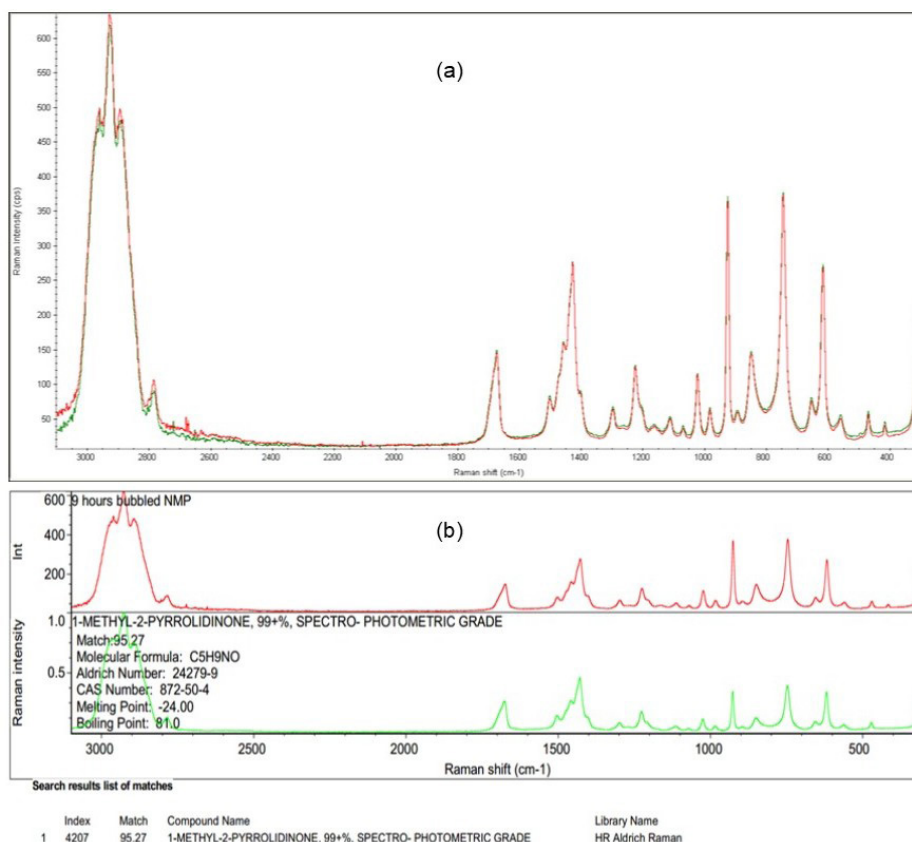 (a)
Raman Intensity (cps)
600
550
500
450
400
350
300
250
200
150
100
50
3000 2800 2600 2400 2200 2000 1800 1600 1400 1200 1000 800 600 400
Raman shift (cm-1)
(b)
9 hours bubbled NMP
Int
600
400
200
1-METHYL-2-PYRROLIDINONE, 99+%, SPECTRO- PHOTOMETRIC GRADE
Match:95.27
Molecular Formula: C5H9NO
Aldrich Number: 24279-9
CAS Number: 872-50-4
Melting Point: -24.00
Boiling Point: 81.0
Raman intensity
1.0
0.5
3000 2500 2000 1500 1000 500
Raman shift (cm-1)
Search results list of matches
Index Match Compound Name Library Name
1 4207 95.27 1-METHYL-2-PYRROLIDINONE, 99+%, SPECTRO- PHOTOMETRIC GRADE HR Aldrich Raman